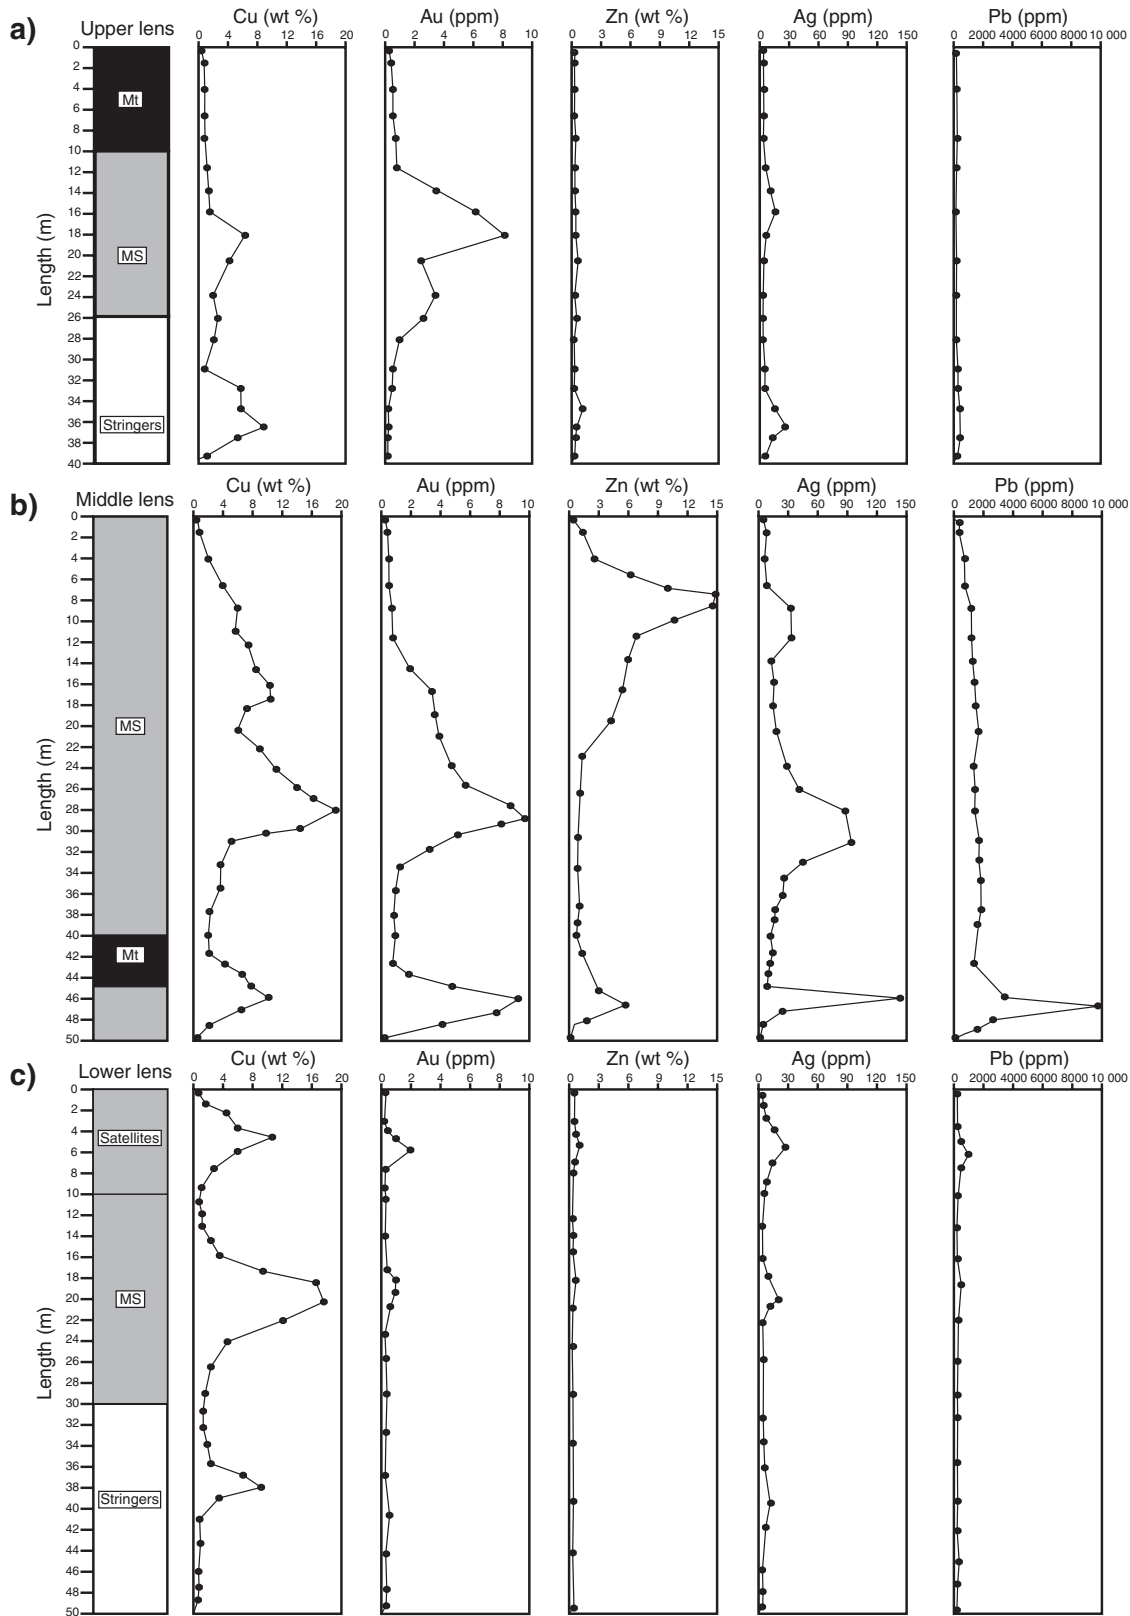 a)
Upper lens
Cu (wt %)
Au (ppm)
Zn (wt %)
Ag (ppm)
Pb (ppm)
0 4 8 12 16 20
0 2 4 6 8 10
0 3 6 9 12 15
0 30 60 90 120 150
0 2000 4000 6000 8000 10 000
Length (m)
0
2
4
6
8
10
12
14
16
18
20
22
24
26
28
30
32
34
36
38
40
Mt
MS
Stringers
b)
Middle lens
Cu (wt %)
Au (ppm)
Zn (wt %)
Ag (ppm)
Pb (ppm)
0 4 8 12 16 20
0 2 4 6 8 10
0 3 6 9 12 15
0 30 60 90 120 150
0 2000 4000 6000 8000 10 000
Length (m)
0
2
4
6
8
10
12
14
16
18
20
22
24
26
28
30
32
34
36
38
40
42
44
46
48
50
MS
Mt
c)
Lower lens
Cu (wt %)
Au (ppm)
Zn (wt %)
Ag (ppm)
Pb (ppm)
0 4 8 12 16 20
0 2 4 6 8 10
0 3 6 9 12 15
0 30 60 90 120 150
0 2000 4000 6000 8000 10 000
Length (m)
0
2
4
6
8
10
12
14
16
18
20
22
24
26
28
30
32
34
36
38
40
42
44
46
48
50
Satellites
MS
Stringers